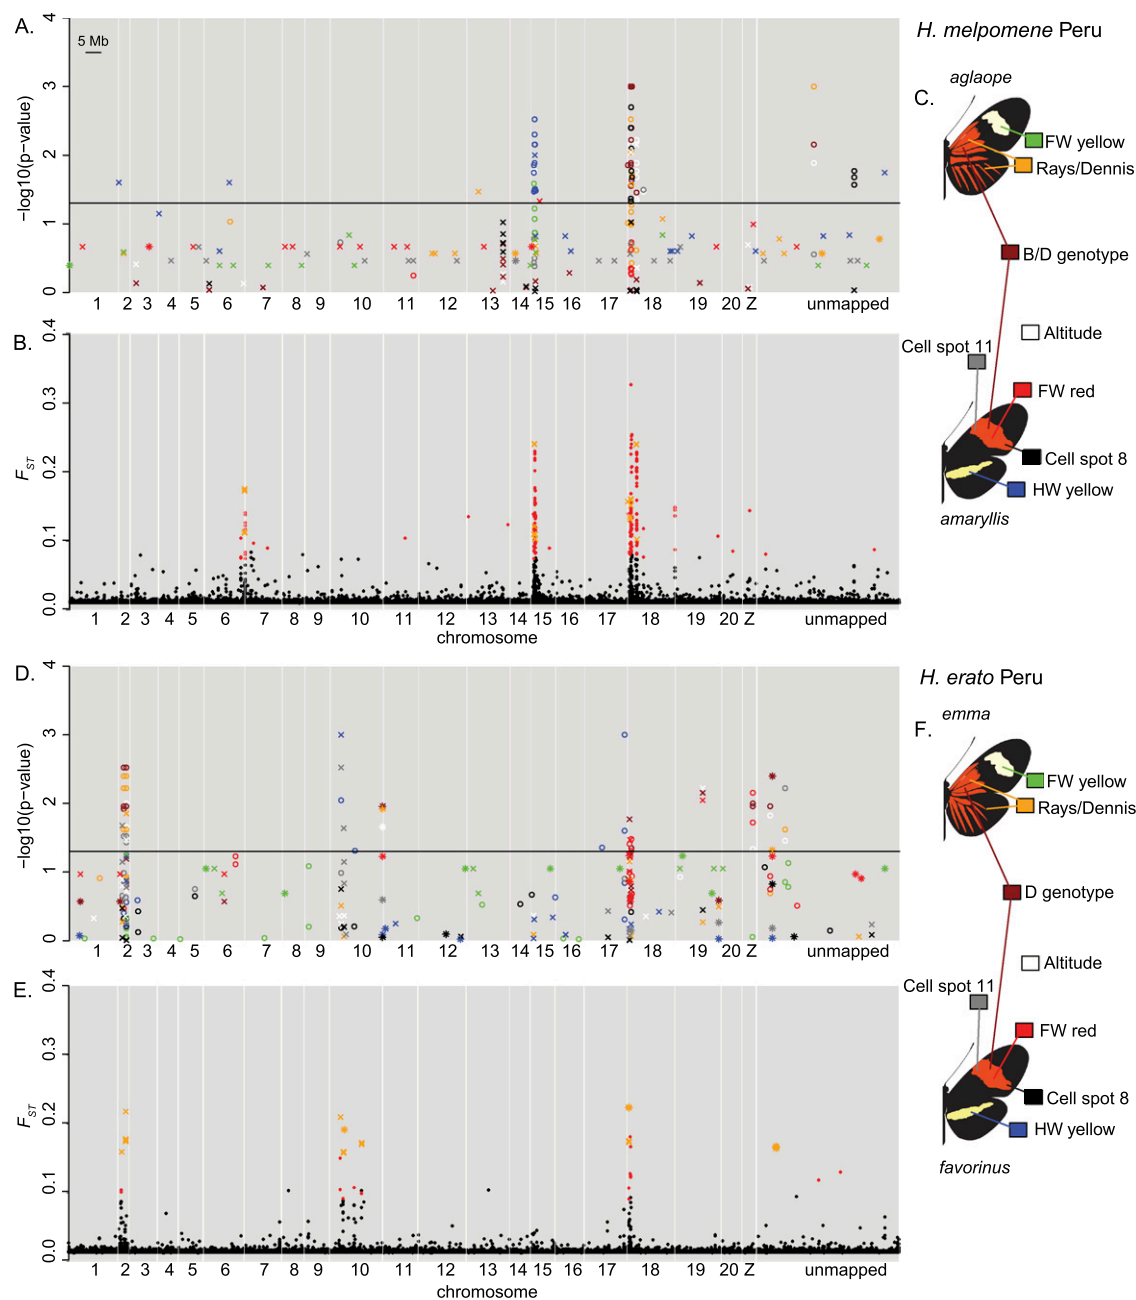 A.
H. melpomene Peru
5 Mb
−log10(p−value)
4
3
2
1
0
1 2 3 4 5 6 7 8 9 10 11 12 13 14 15 16 17 18 19 20 Z unmapped
C.
aglaope
FW yellow
Rays/Dennis
B/D genotype
Altitude
Cell spot 11
FW red
Cell spot 8
HW yellow
amaryllis
B.
FST
0.4
0.3
0.2
0.1
0.0
1 2 3 4 5 6 7 8 9 10 11 12 13 14 15 16 17 18 19 20 Z unmapped
chromosome
D.
H. erato Peru
−log10(p−value)
4
3
2
1
0
1 2 3 4 5 6 7 8 9 10 11 12 13 14 15 16 17 18 19 20 Z unmapped
emma
F.
FW yellow
Rays/Dennis
D genotype
Altitude
Cell spot 11
FW red
Cell spot 8
HW yellow
favorinus
E.
FST
0.4
0.3
0.2
0.1
0.0
1 2 3 4 5 6 7 8 9 10 11 12 13 14 15 16 17 18 19 20 Z unmapped
chromosome